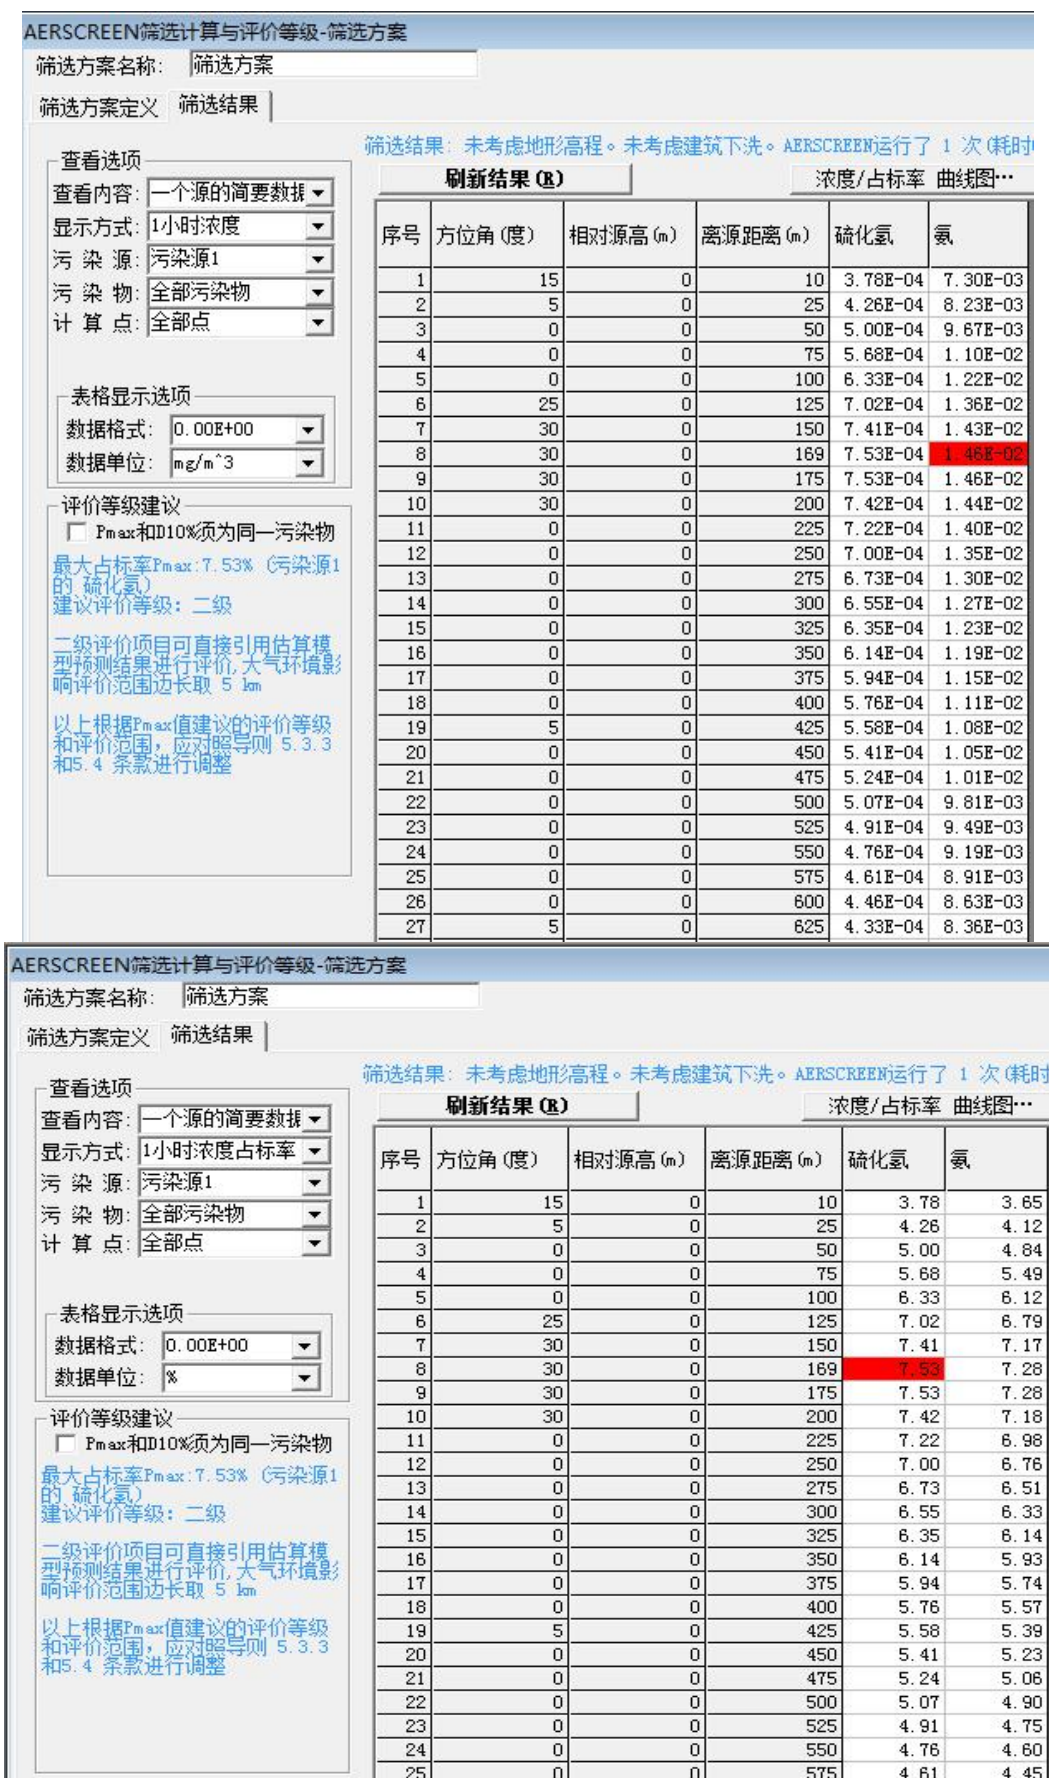 AERSCREEN筛选计算与评价等级-筛选方案
筛选方案名称: 筛选方案
筛选方案定义 筛选结果
筛选结果: 未考虑地形高程。未考虑建筑下洗。AERSCREEN运行了 1 次(耗时
查看选项
查看内容: 一个源的简要数据
显示方式: 1小时浓度
污 染 源: 污染源1
污 染 物: 全部污染物
计 算 点: 全部点
表格显示选项
数据格式: 0.00E+00
数据单位: mg/m^3
评价等级建议
Pmax和D10%须为同一污染物
最大占标率Pmax:7.53% (污染源1
的 硫化氢)
建议评价等级: 二级
二级评价项目可直接引用估算模
型预测结果进行评价,大气环境影
响评价范围边长取 5 km
以上根据Pmax值建议的评价等级
和评价范围，应对照导则 5.3.3
和5.4 条款进行调整
刷新结果(R) 浓度/占标率 曲线图…
序号 方位角(度) 相对源高(m) 离源距离(m) 硫化氢 氨
1 15 0 10 3.78E-04 7.30E-03
2 5 0 25 4.26E-04 8.23E-03
3 0 0 50 5.00E-04 9.67E-03
4 0 0 75 5.68E-04 1.10E-02
5 0 0 100 6.33E-04 1.22E-02
6 25 0 125 7.02E-04 1.36E-02
7 30 0 150 7.41E-04 1.43E-02
8 30 0 169 7.53E-04 1.46E-02
9 30 0 175 7.53E-04 1.46E-02
10 30 0 200 7.42E-04 1.44E-02
11 0 0 225 7.22E-04 1.40E-02
12 0 0 250 7.00E-04 1.35E-02
13 0 0 275 6.73E-04 1.30E-02
14 0 0 300 6.55E-04 1.27E-02
15 0 0 325 6.35E-04 1.23E-02
16 0 0 350 6.14E-04 1.19E-02
17 0 0 375 5.94E-04 1.15E-02
18 0 0 400 5.76E-04 1.11E-02
19 5 0 425 5.58E-04 1.08E-02
20 0 0 450 5.41E-04 1.05E-02
21 0 0 475 5.24E-04 1.01E-02
22 0 0 500 5.07E-04 9.81E-03
23 0 0 525 4.91E-04 9.49E-03
24 0 0 550 4.76E-04 9.19E-03
25 0 0 575 4.61E-04 8.91E-03
26 0 0 600 4.46E-04 8.63E-03
27 5 0 625 4.33E-04 8.36E-03
AERSCREEN筛选计算与评价等级-筛选方案
筛选方案名称: 筛选方案
筛选方案定义 筛选结果
筛选结果: 未考虑地形高程。未考虑建筑下洗。AERSCREEN运行了 1 次(耗时
查看选项
查看内容: 一个源的简要数据
显示方式: 1小时浓度占标率
污 染 源: 污染源1
污 染 物: 全部污染物
计 算 点: 全部点
表格显示选项
数据格式: 0.00E+00
数据单位: %
评价等级建议
Pmax和D10%须为同一污染物
最大占标率Pmax:7.53% (污染源1
的 硫化氢)
建议评价等级: 二级
二级评价项目可直接引用估算模
型预测结果进行评价,大气环境影
响评价范围边长取 5 km
以上根据Pmax值建议的评价等级
和评价范围，应对照导则 5.3.3
和5.4 条款进行调整
刷新结果(R) 浓度/占标率 曲线图…
序号 方位角(度) 相对源高(m) 离源距离(m) 硫化氢 氨
1 15 0 10 3.78 3.65
2 5 0 25 4.26 4.12
3 0 0 50 5.00 4.84
4 0 0 75 5.68 5.49
5 0 0 100 6.33 6.12
6 25 0 125 7.02 6.79
7 30 0 150 7.41 7.17
8 30 0 169 7.53 7.28
9 30 0 175 7.53 7.28
10 30 0 200 7.42 7.18
11 0 0 225 7.22 6.98
12 0 0 250 7.00 6.76
13 0 0 275 6.73 6.51
14 0 0 300 6.55 6.33
15 0 0 325 6.35 6.14
16 0 0 350 6.14 5.93
17 0 0 375 5.94 5.74
18 0 0 400 5.76 5.57
19 5 0 425 5.58 5.39
20 0 0 450 5.41 5.23
21 0 0 475 5.24 5.06
22 0 0 500 5.07 4.90
23 0 0 525 4.91 4.75
24 0 0 550 4.76 4.60
25 0 0 575 4.61 4.45